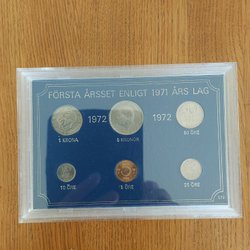 FÖRSTA ÅRSSET ENLIGT 1971 ÅRS LAG
1972
1972
1 KRONA
5 KRONOR
50 ÖRE
10 ÖRE
5 ÖRE
25 ÖRE